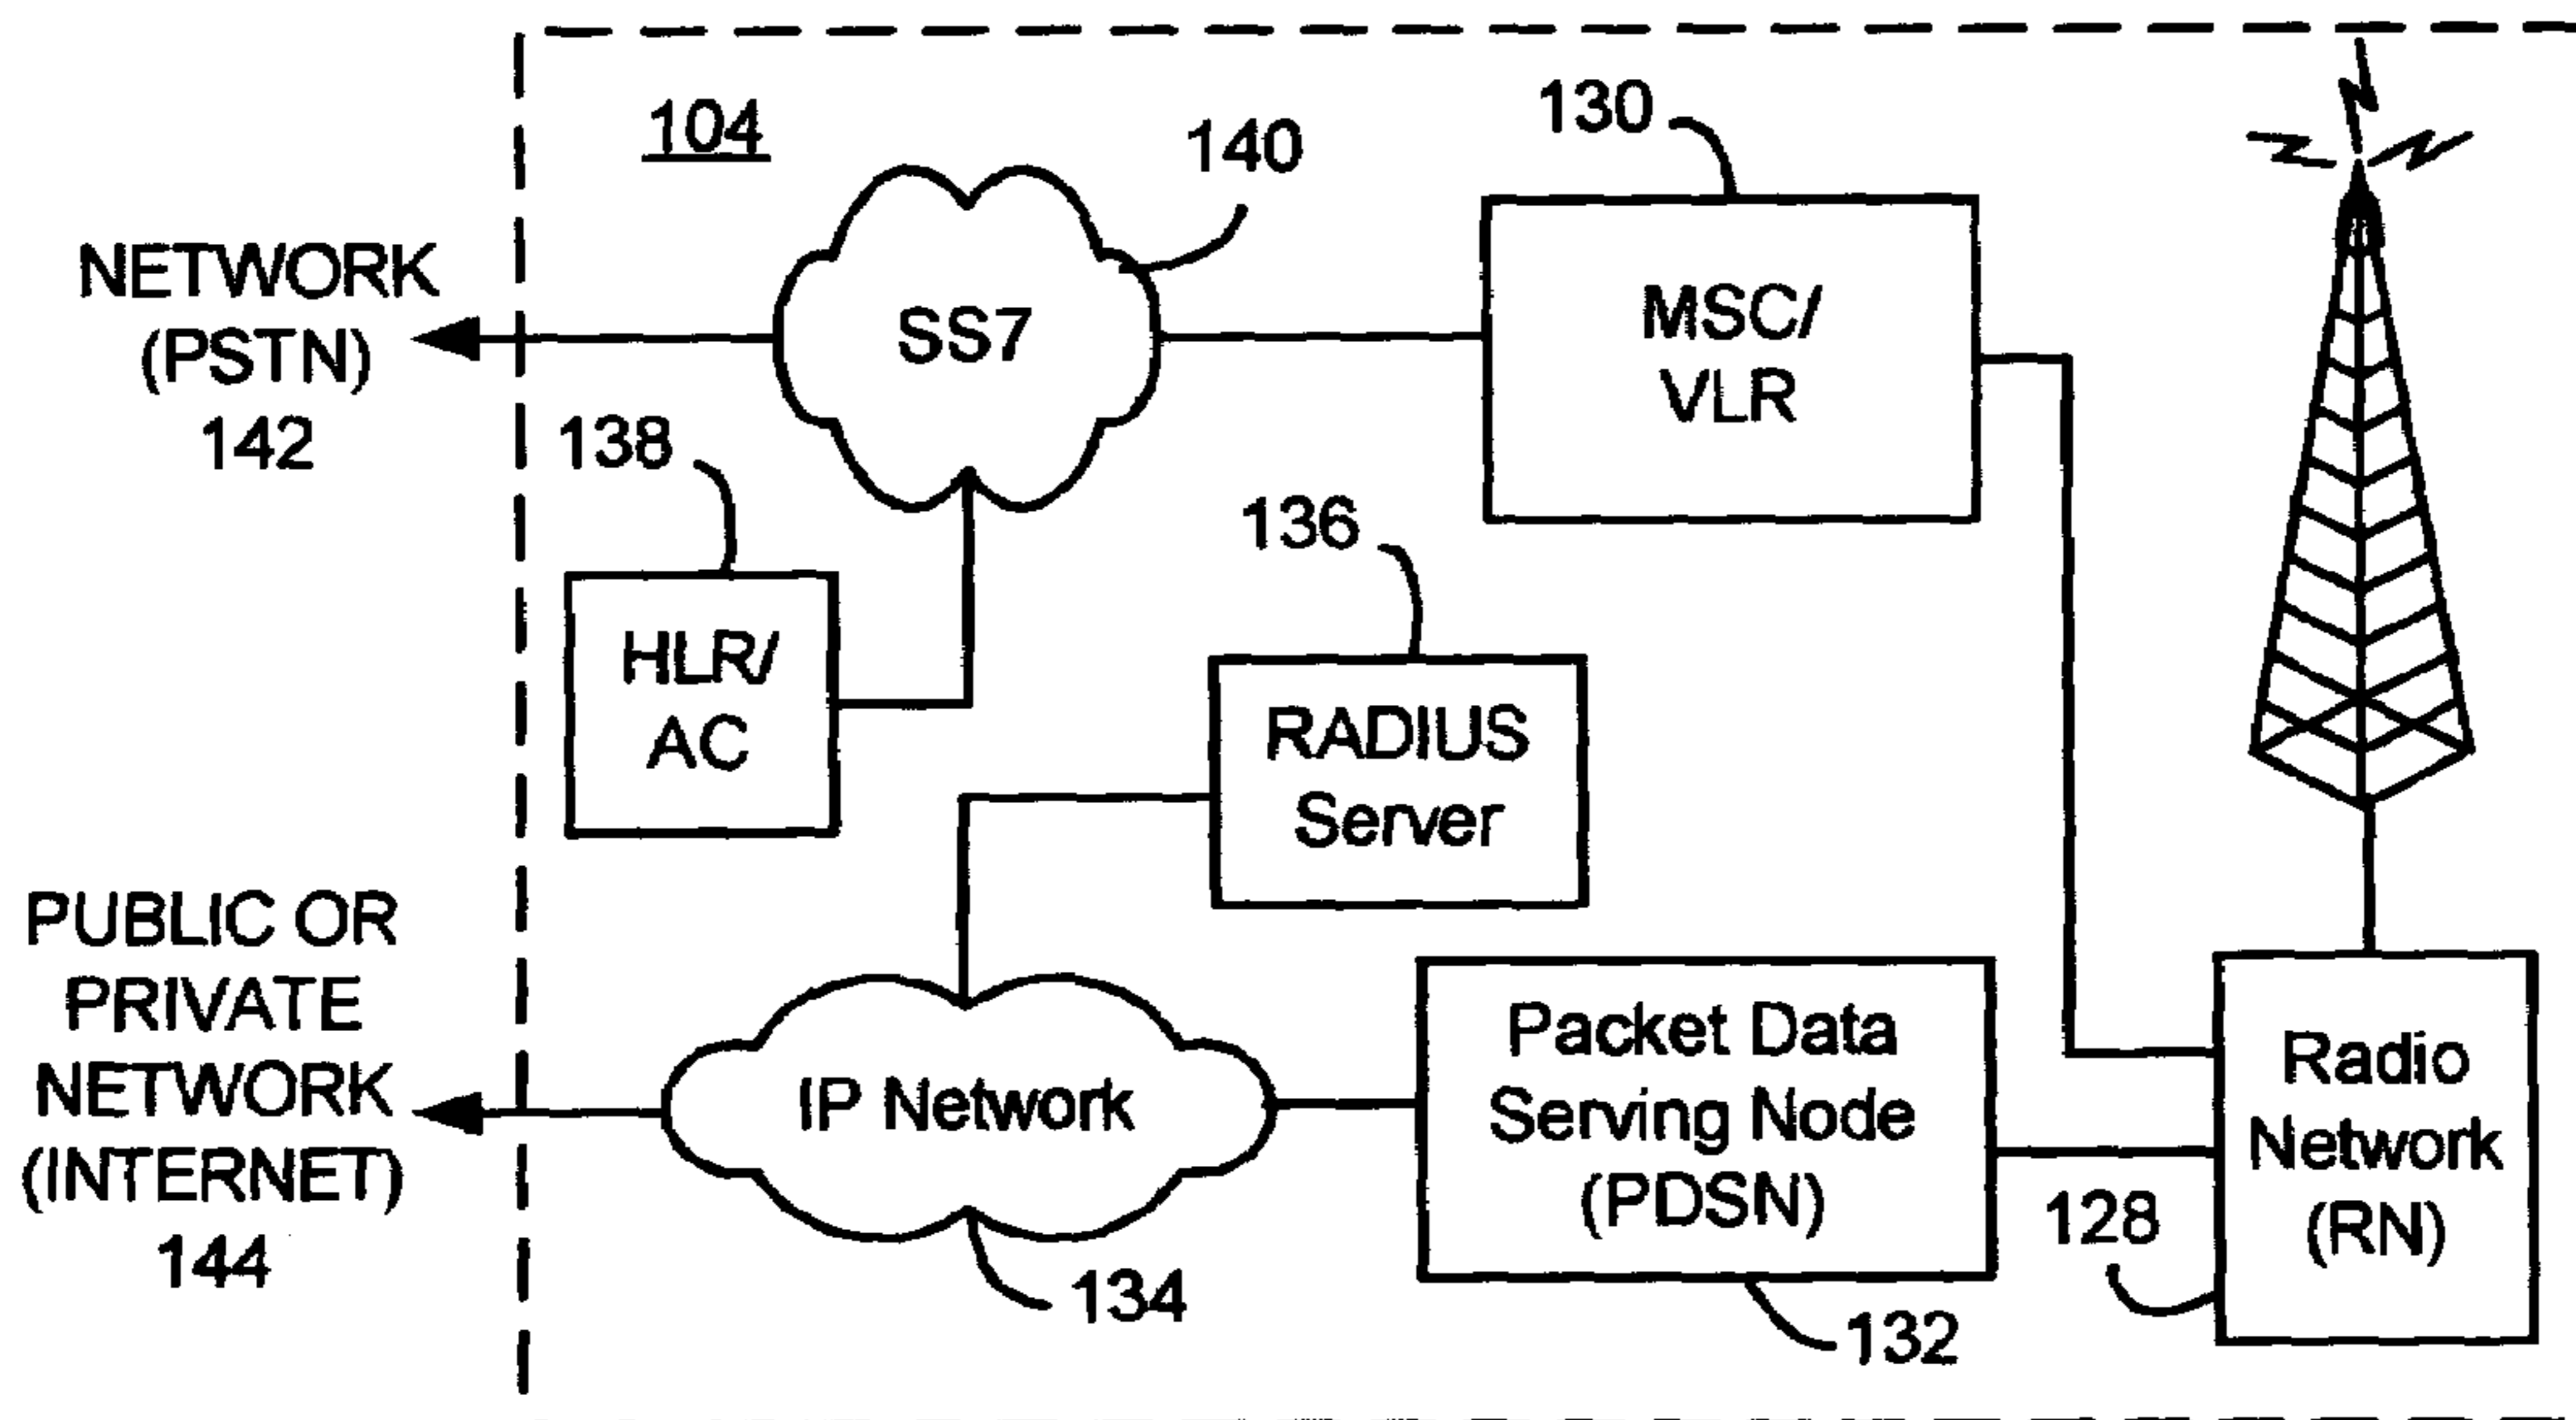 104
140
130
NETWORK
(PSTN)
142
SS7
MSC/
VLR
138
136
HLR/
AC
RADIUS
Server
PUBLIC OR
PRIVATE
NETWORK
(INTERNET)
144
IP Network
134
Packet Data
Serving Node
(PDSN)
132
128
Radio
Network
(RN)